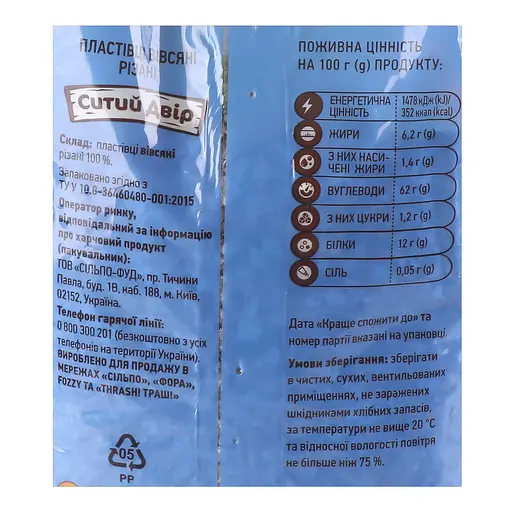 ПЛАСТІВЦІ ВІВСЯНІ
РІЗАНІ
Ситий двір
Склад: пластівці вівсяні
різані 100 %.
Запаковано згідно з
ТУ У 10.8-36460480-001:2015
Оператор ринку,
відповідальний за інформацію
про харчовий продукт
(пакувальник):
ТОВ «СІЛЬПО-ФУД», пр. Тичини
Павла, буд. 1В, каб. 188, м. Київ,
02152, Україна.
Телефон гарячої лінії:
0 800 300 201 (безкоштовно з усіх
телефонів на території України).
ВИРОБЛЕНО ДЛЯ ПРОДАЖУ В
МЕРЕЖАХ «СІЛЬПО», «ФОРА»,
FOZZY ТА «THRASH! ТРАШ!»
05
PP
ПОЖИВНА ЦІННІСТЬ
НА 100 г (g) ПРОДУКТУ:
ЕНЕРГЕТИЧНА ЦІННІСТЬ 1478 кДж (kJ)/ 352 ккал (kcal)
ЖИРИ 6,2 г (g)
З НИХ НАСИЧЕНІ ЖИРИ 1,4 г (g)
ВУГЛЕВОДИ 62 г (g)
З НИХ ЦУКРИ 1,2 г (g)
БІЛКИ 12 г (g)
СІЛЬ 0,05 г (g)
Дата «Краще спожити до» та
номер партії вказані на упаковці.
Умови зберігання: зберігати
в чистих, сухих, вентильованих
приміщеннях, не заражених
шкідниками хлібних запасів,
за температури не вище 20 °С
та відносної вологості повітря
не більше ніж 75 %.